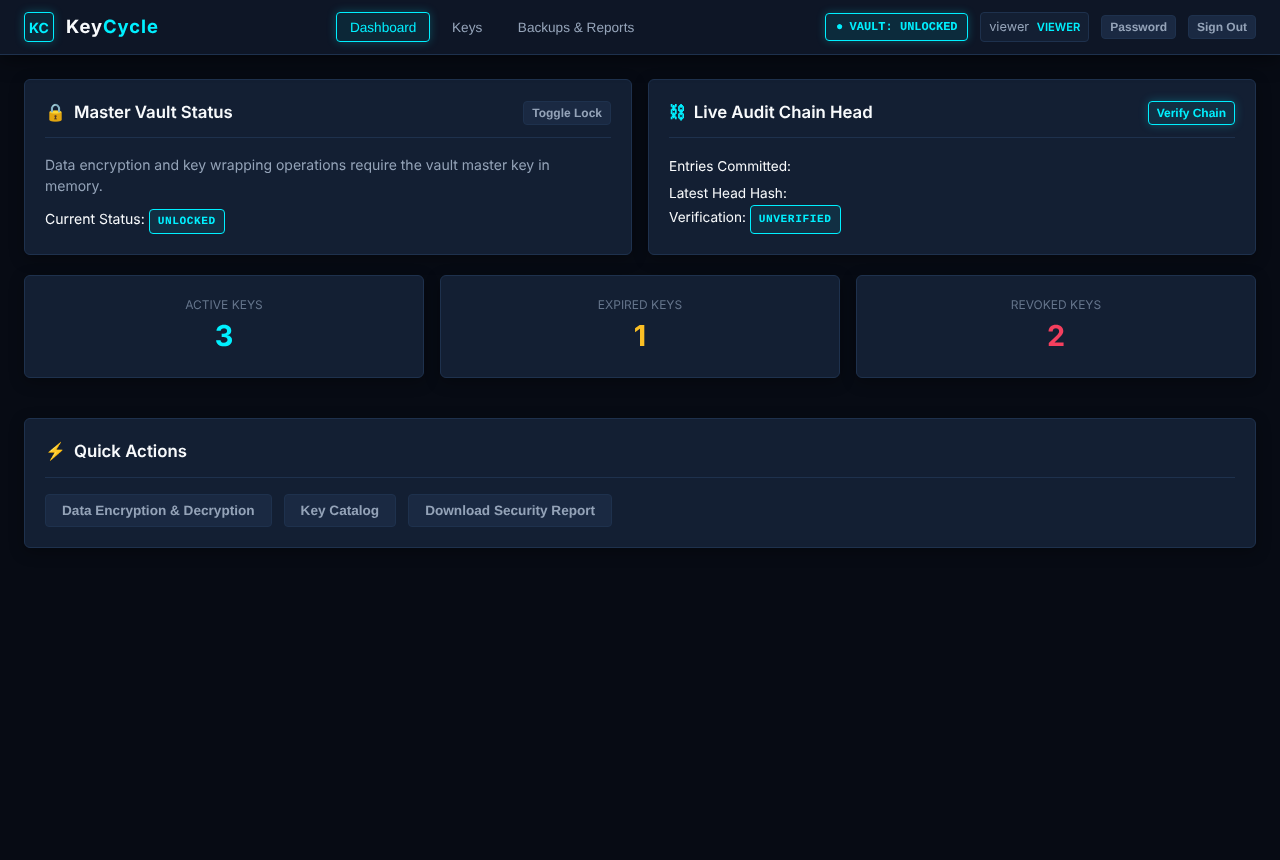 KC KeyCycle Dashboard Keys Backups & Reports ● VAULT: UNLOCKED viewer VIEWER Password Sign Out
🔒 Master Vault Status Toggle Lock
Data encryption and key wrapping operations require the vault master key in
memory.
Current Status: UNLOCKED
⛓ Live Audit Chain Head Verify Chain
Entries Committed:
Latest Head Hash:
Verification: UNVERIFIED
ACTIVE KEYS
3
EXPIRED KEYS
1
REVOKED KEYS
2
⚡ Quick Actions
Data Encryption & Decryption Key Catalog Download Security Report